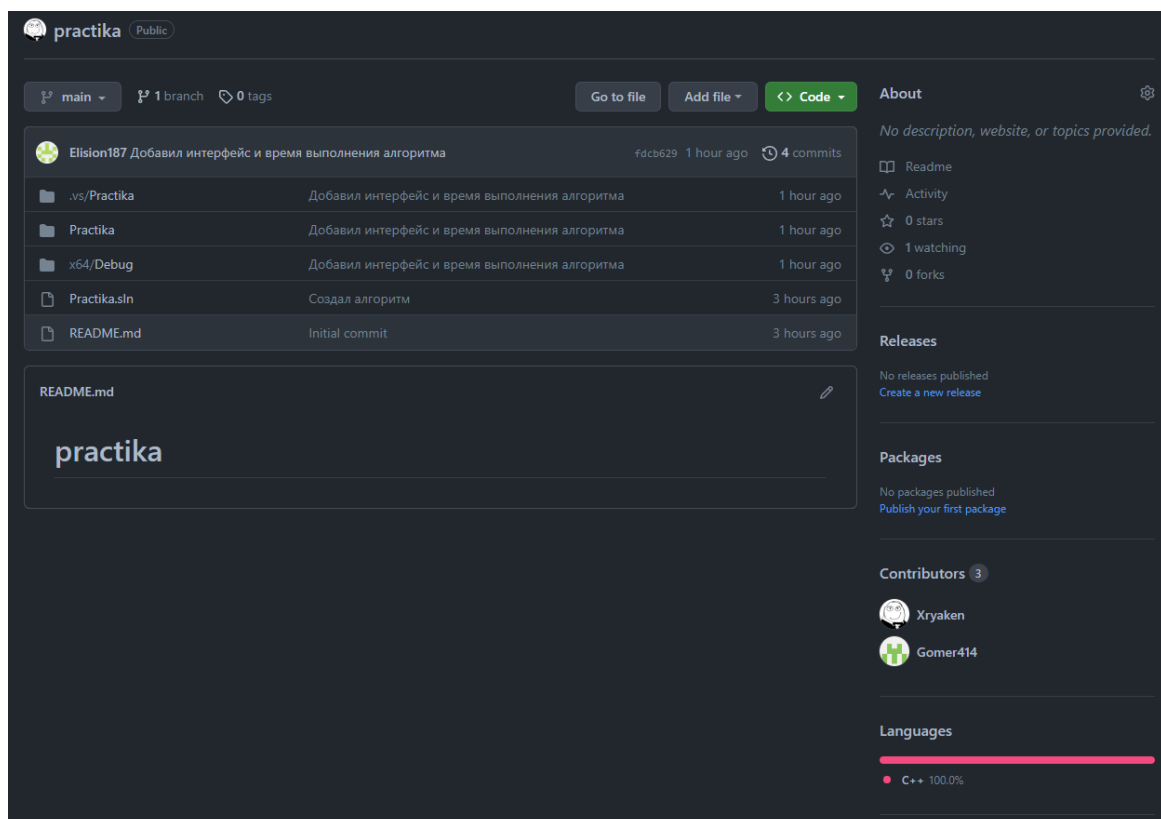 practika Public
main 1 branch 0 tags Go to file Add file Code
Elision187 Добавил интерфейс и время выполнения алгоритма fdcb629 1 hour ago 4 commits
.vs/Practika Добавил интерфейс и время выполнения алгоритма 1 hour ago
Practika Добавил интерфейс и время выполнения алгоритма 1 hour ago
x64/Debug Добавил интерфейс и время выполнения алгоритма 1 hour ago
Practika.sln Создал алгоритм 3 hours ago
README.md Initial commit 3 hours ago
README.md
practika
About
No description, website, or topics provided.
Readme
Activity
0 stars
1 watching
0 forks
Releases
No releases published
Create a new release
Packages
No packages published
Publish your first package
Contributors 3
Xryaken
Gomer414
Languages
C++ 100.0%